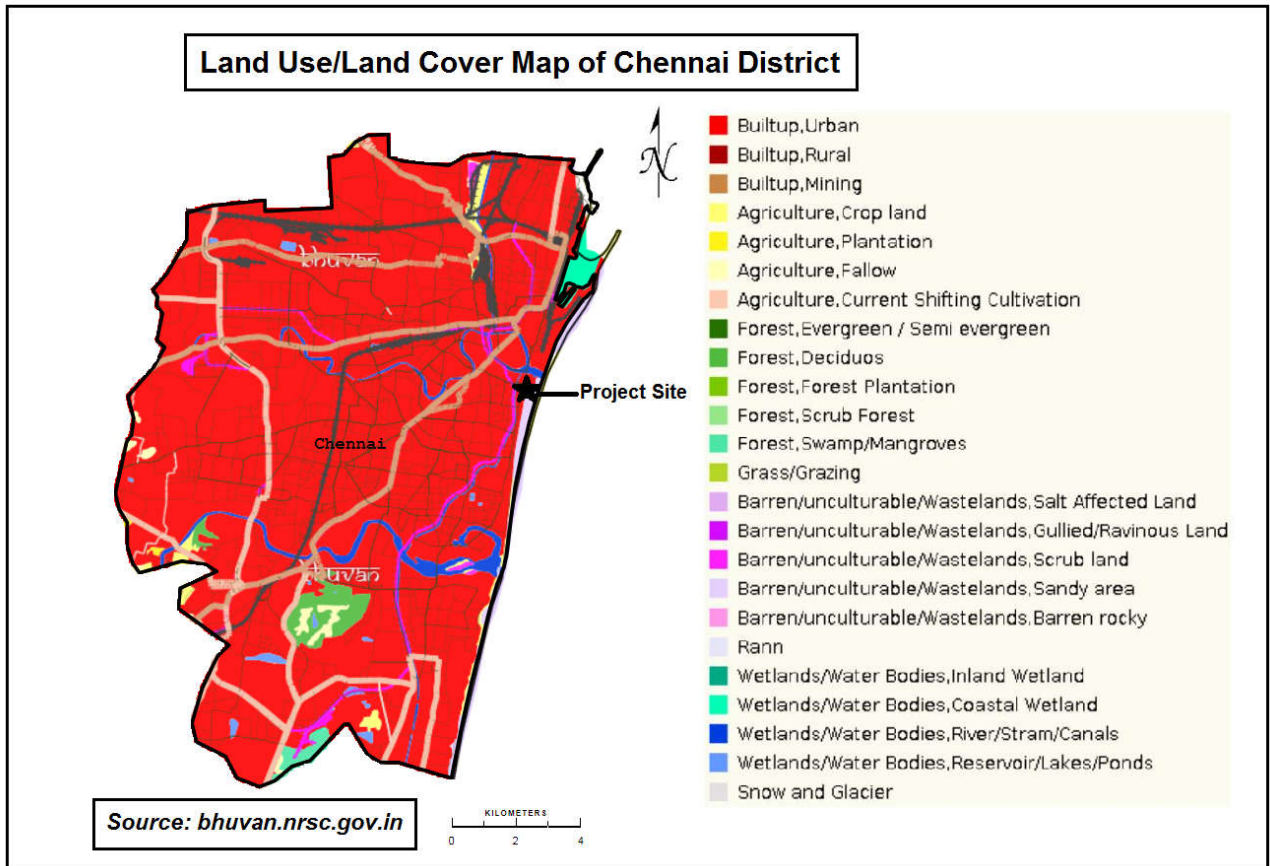 Land Use/Land Cover Map of Chennai District
N
Builtup,Urban
Builtup,Rural
Builtup,Mining
Agriculture,Crop land
Agriculture,Plantation
Agriculture,Fallow
Agriculture,Current Shifting Cultivation
Forest,Evergreen / Semi evergreen
Forest,Deciduos
Forest,Forest Plantation
Forest,Scrub Forest
Forest,Swamp/Mangroves
Grass/Grazing
Barren/unculturable/Wastelands,Salt Affected Land
Barren/unculturable/Wastelands,Gullied/Ravinous Land
Barren/unculturable/Wastelands,Scrub land
Barren/unculturable/Wastelands,Sandy area
Barren/unculturable/Wastelands,Barren rocky
Rann
Wetlands/Water Bodies,Inland Wetland
Wetlands/Water Bodies,Coastal Wetland
Wetlands/Water Bodies,River/Stram/Canals
Wetlands/Water Bodies,Reservoir/Lakes/Ponds
Snow and Glacier
bhuvan
Project Site
Chennai
bhuvan
Source: bhuvan.nrsc.gov.in
KILOMETERS
0 2 4